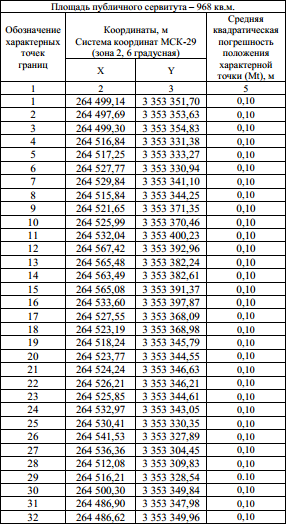 Площадь публичного сервитута – 968 кв.м.
Обозначение характерных точек границ
Координаты, м
Система координат МСК-29
(зона 2, 6 градусная)
Средняя квадратическая погрешность положения характерной точки (Mt), м
X Y
1 2 3 5
1 264 499,14 3 353 351,70 0,10
2 264 497,69 3 353 353,63 0,10
3 264 499,30 3 353 354,83 0,10
4 264 516,84 3 353 331,38 0,10
5 264 517,25 3 353 333,27 0,10
6 264 527,77 3 353 330,94 0,10
7 264 529,84 3 353 341,10 0,10
8 264 515,84 3 353 344,25 0,10
9 264 521,65 3 353 371,35 0,10
10 264 525,99 3 353 370,46 0,10
11 264 532,04 3 353 400,23 0,10
12 264 567,42 3 353 392,96 0,10
13 264 565,48 3 353 382,24 0,10
14 264 563,49 3 353 382,61 0,10
15 264 565,08 3 353 391,37 0,10
16 264 533,60 3 353 397,87 0,10
17 264 527,55 3 353 368,09 0,10
18 264 523,19 3 353 368,98 0,10
19 264 518,24 3 353 345,79 0,10
20 264 523,77 3 353 344,55 0,10
21 264 524,24 3 353 346,63 0,10
22 264 526,21 3 353 346,21 0,10
23 264 525,85 3 353 344,61 0,10
24 264 532,97 3 353 343,05 0,10
25 264 530,41 3 353 330,35 0,10
26 264 541,53 3 353 327,89 0,10
27 264 536,36 3 353 304,45 0,10
28 264 512,08 3 353 309,83 0,10
29 264 516,21 3 353 328,54 0,10
30 264 500,30 3 353 349,84 0,10
31 264 486,90 3 353 347,98 0,10
32 264 486,62 3 353 349,96 0,10